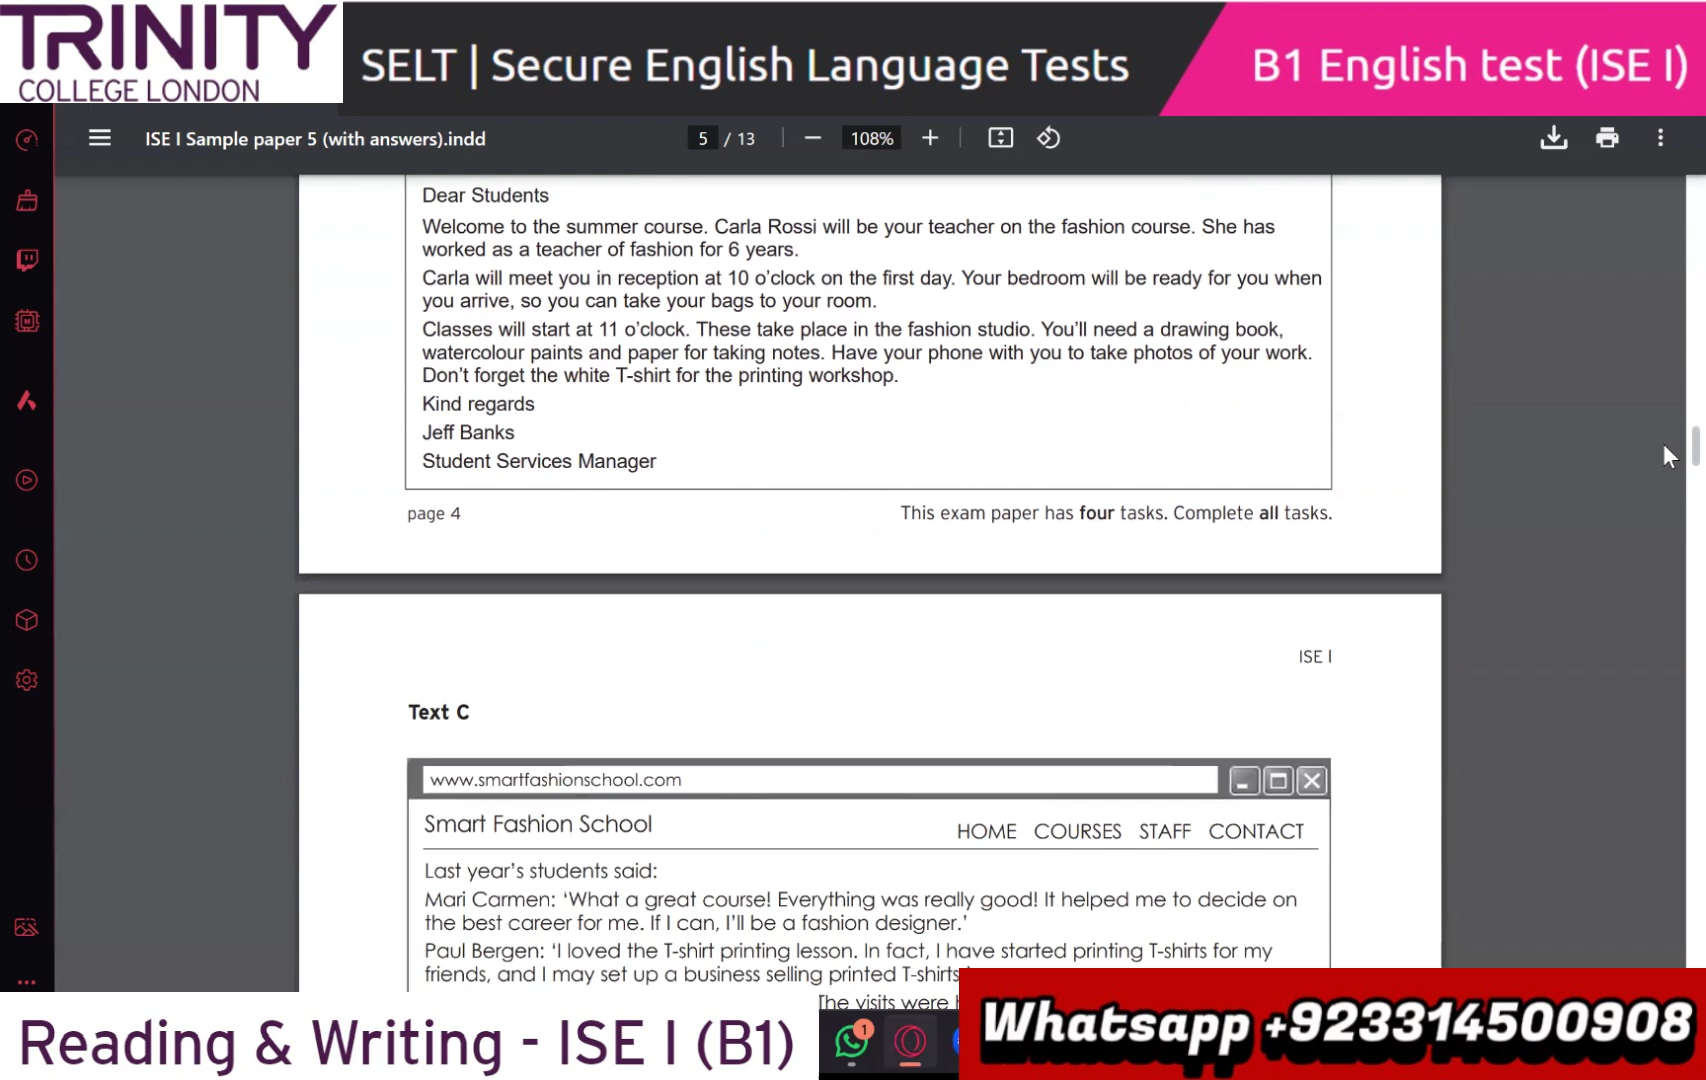 TRINITY
COLLEGE LONDON
SELT | Secure English Language Tests
B1 English test (ISE I)
ISE I Sample paper 5 (with answers).indd
5 / 13
108%
Dear Students
Welcome to the summer course. Carla Rossi will be your teacher on the fashion course. She has
worked as a teacher of fashion for 6 years.
Carla will meet you in reception at 10 o’clock on the first day. Your bedroom will be ready for you when
you arrive, so you can take your bags to your room.
Classes will start at 11 o’clock. These take place in the fashion studio. You’ll need a drawing book,
watercolour paints and paper for taking notes. Have your phone with you to take photos of your work.
Don’t forget the white T-shirt for the printing workshop.
Kind regards
Jeff Banks
Student Services Manager
page 4
This exam paper has four tasks. Complete all tasks.
ISE I
Text C
www.smartfashionschool.com
Smart Fashion School
HOME COURSES STAFF CONTACT
Last year’s students said:
Mari Carmen: ‘What a great course! Everything was really good! It helped me to decide on
the best career for me. If I can, I’ll be a fashion designer.’
Paul Bergen: ‘I loved the T-shirt printing lesson. In fact, I have started printing T-shirts for my
friends, and I may set up a business selling printed T-shirts
The visits were
Reading & Writing - ISE I (B1)
1
Whatsapp +923314500908